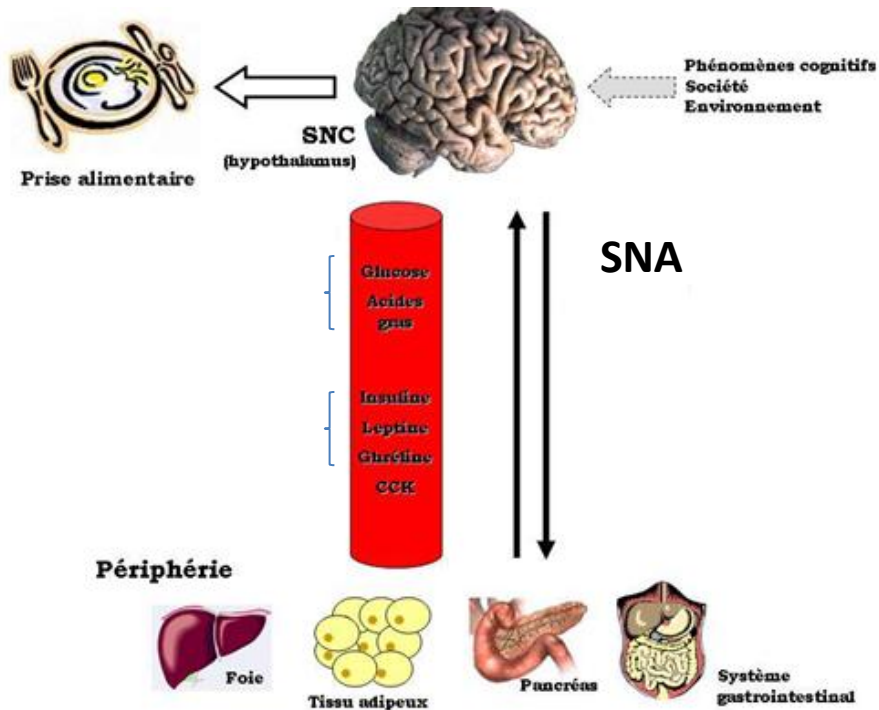 Phénomènes cognitifs
Société
Environnement
SNC
(hypothalamus)
Prise alimentaire
SNA
Glucose
Acides
gras
Insuline
Leptine
Ghréline
CCK
Périphérie
Foie
Tissu adipeux
Pancréas
Système
gastrointestinal